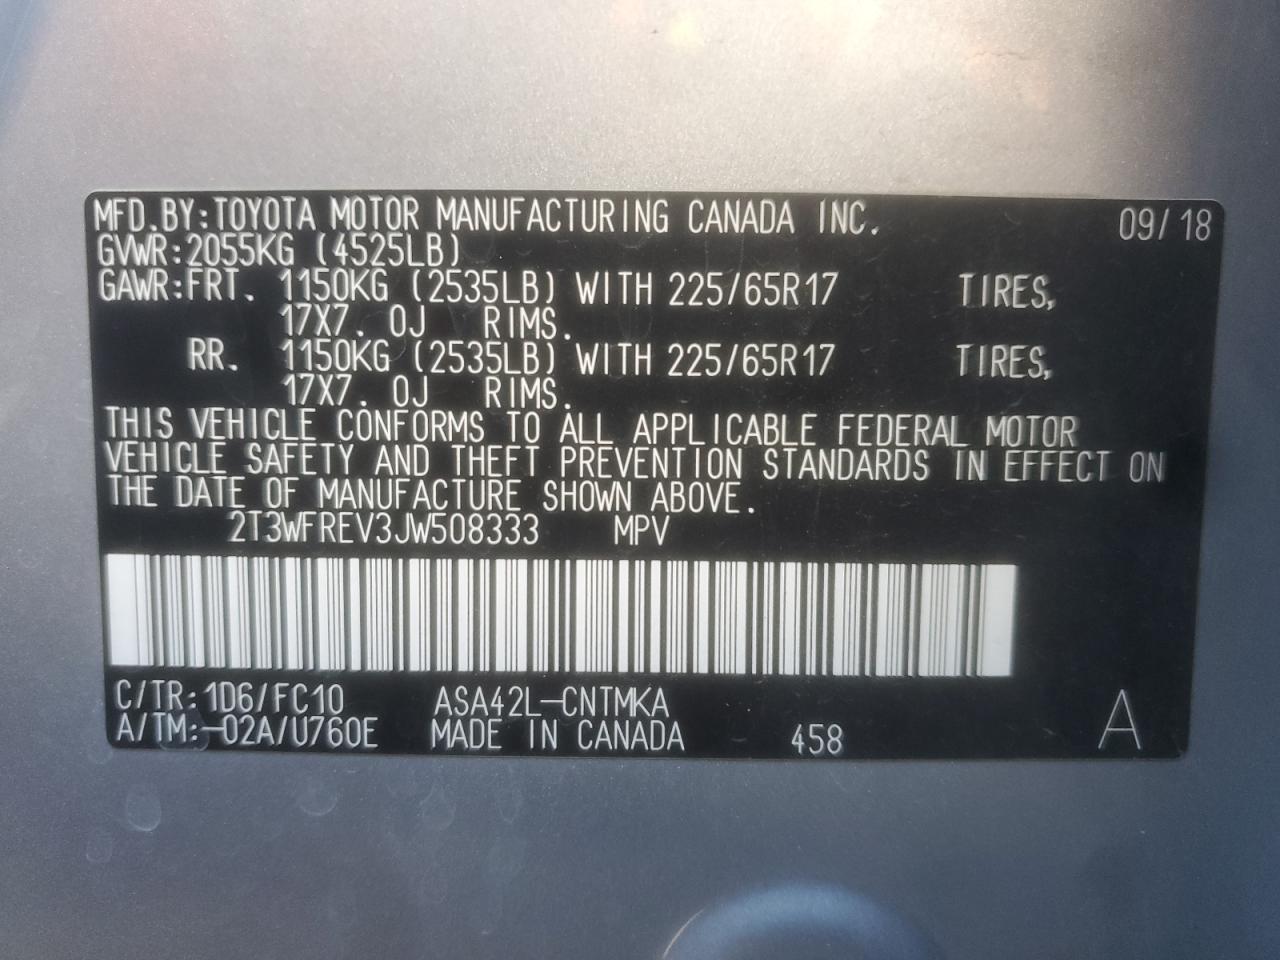 MFD.BY:TOYOTA MOTOR MANUFACTURING CANADA INC. 09/18
GVWR:2055KG (4525LB)
GAWR:FRT. 1150KG (2535LB) WITH 225/65R17 TIRES,
17X7.0J RIMS.
RR. 1150KG (2535LB) WITH 225/65R17 TIRES,
17X7.0J RIMS.
THIS VEHICLE CONFORMS TO ALL APPLICABLE FEDERAL MOTOR
VEHICLE SAFETY AND THEFT PREVENTION STANDARDS IN EFFECT ON
THE DATE OF MANUFACTURE SHOWN ABOVE.
2T3WFREV3JW508333 MPV
C/TR:1D6/FC10 ASA42L-CNTMKA
A/TM:-02A/U760E MADE IN CANADA 458 A